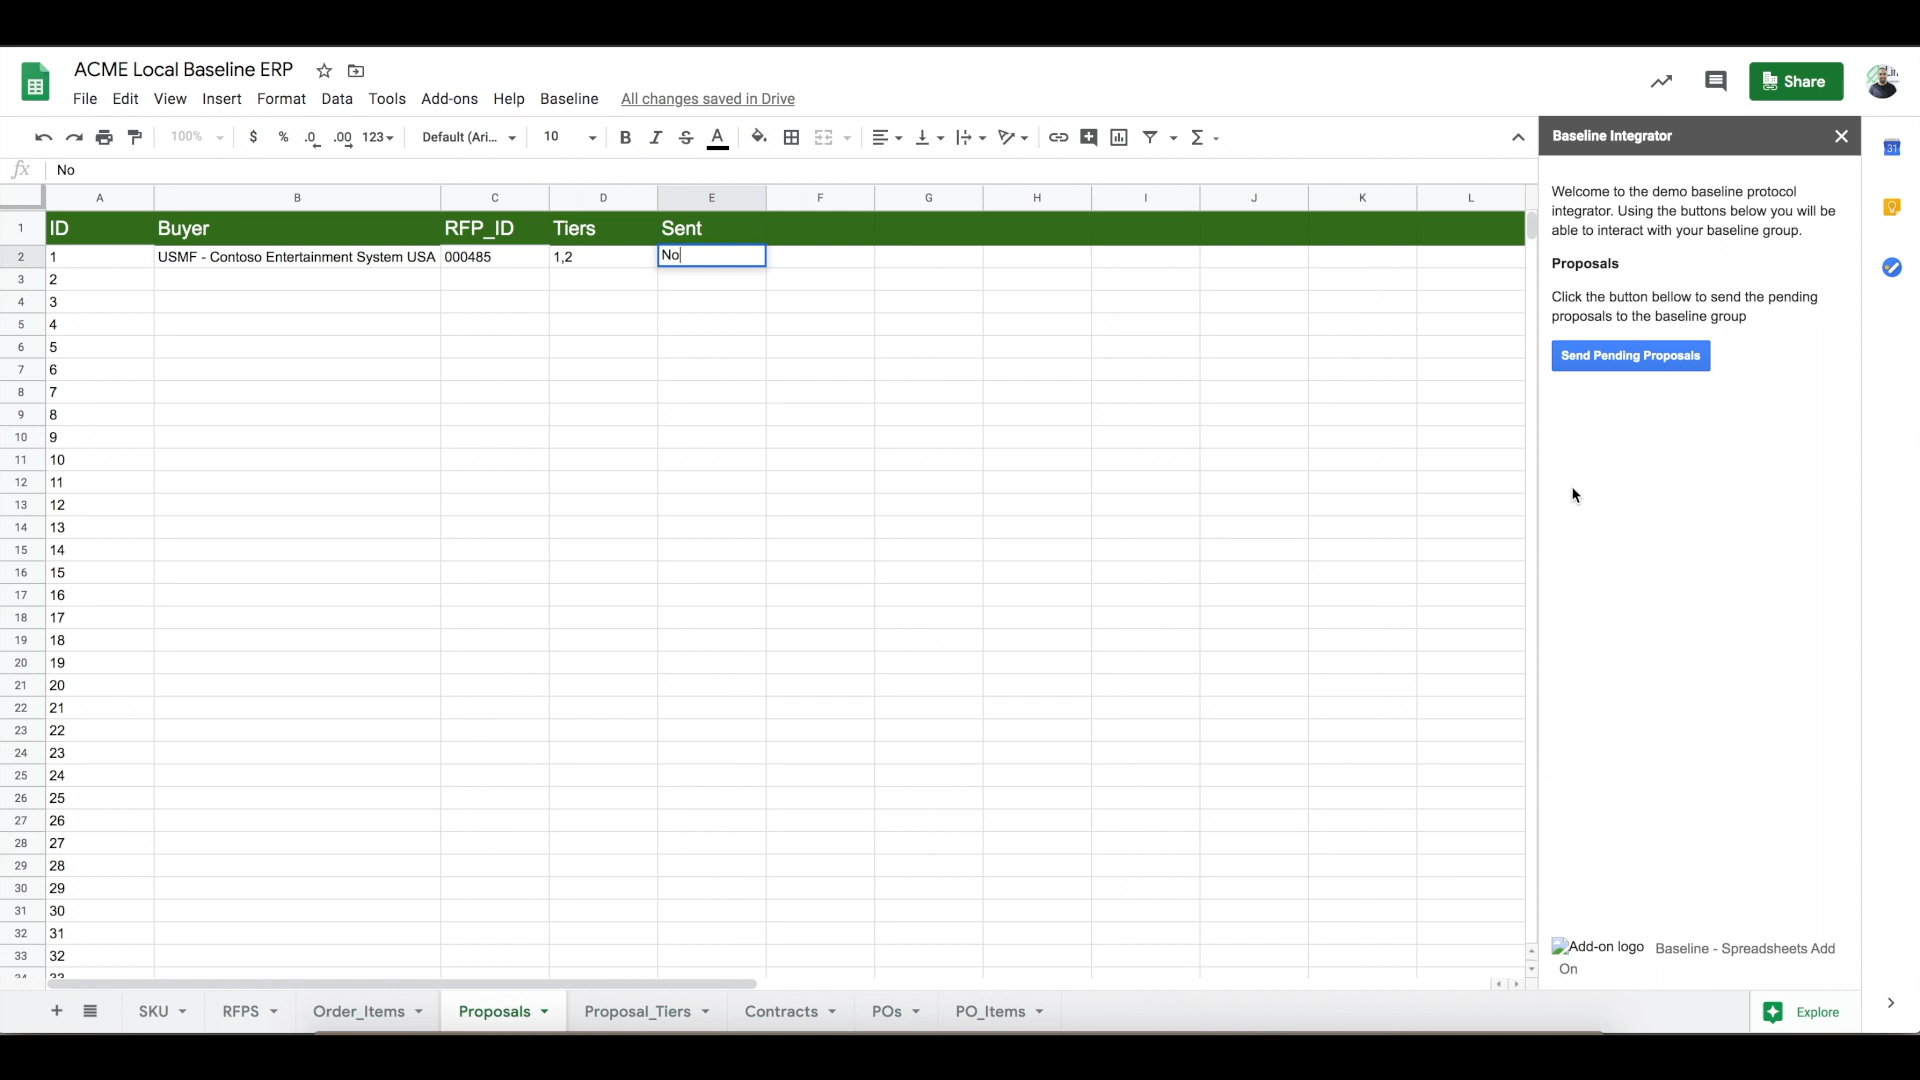 ACME Local Baseline ERP
File Edit View Insert Format Data Tools Add-ons Help Baseline All changes saved in Drive
Share
100% $ % .0 .00 123 Default (Ari... 10 B I S A
fx No
A B C D E F G H I J K L
1 ID Buyer RFP_ID Tiers Sent
2 1 USMF - Contoso Entertainment System USA 000485 1,2 No
3 2
4 3
5 4
6 5
7 6
8 7
9 8
10 9
11 10
12 11
13 12
14 13
15 14
16 15
17 16
18 17
19 18
20 19
21 20
22 21
23 22
24 23
25 24
26 25
27 26
28 27
29 28
30 29
31 30
32 31
33 32
34 33
Baseline Integrator
Welcome to the demo baseline protocol
integrator. Using the buttons below you will be
able to interact with your baseline group.
Proposals
Click the button bellow to send the pending
proposals to the baseline group
Send Pending Proposals
Add-on logo Baseline - Spreadsheets Add
On
31
SKU RFPS Order_Items Proposals Proposal_Tiers Contracts POs PO_Items
Explore